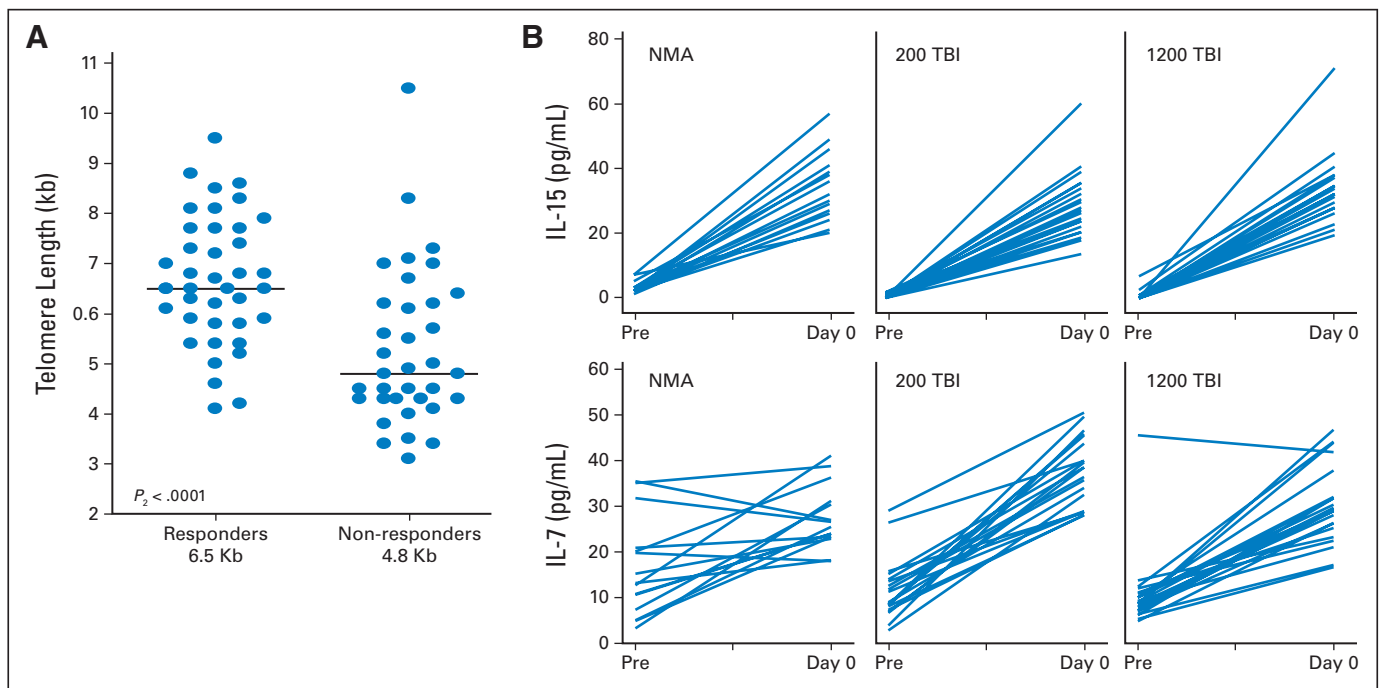 A
Telomere Length (kb)
11
10
9
8
7
0.6
5
4
3
2
P2 < .0001
Responders
6.5 Kb
Non-responders
4.8 Kb
B
IL-15 (pg/mL)
80
60
40
20
0
NMA
Pre
Day 0
200 TBI
Pre
Day 0
1200 TBI
Pre
Day 0
IL-7 (pg/mL)
60
50
40
30
20
10
0
NMA
Pre
Day 0
200 TBI
Pre
Day 0
1200 TBI
Pre
Day 0